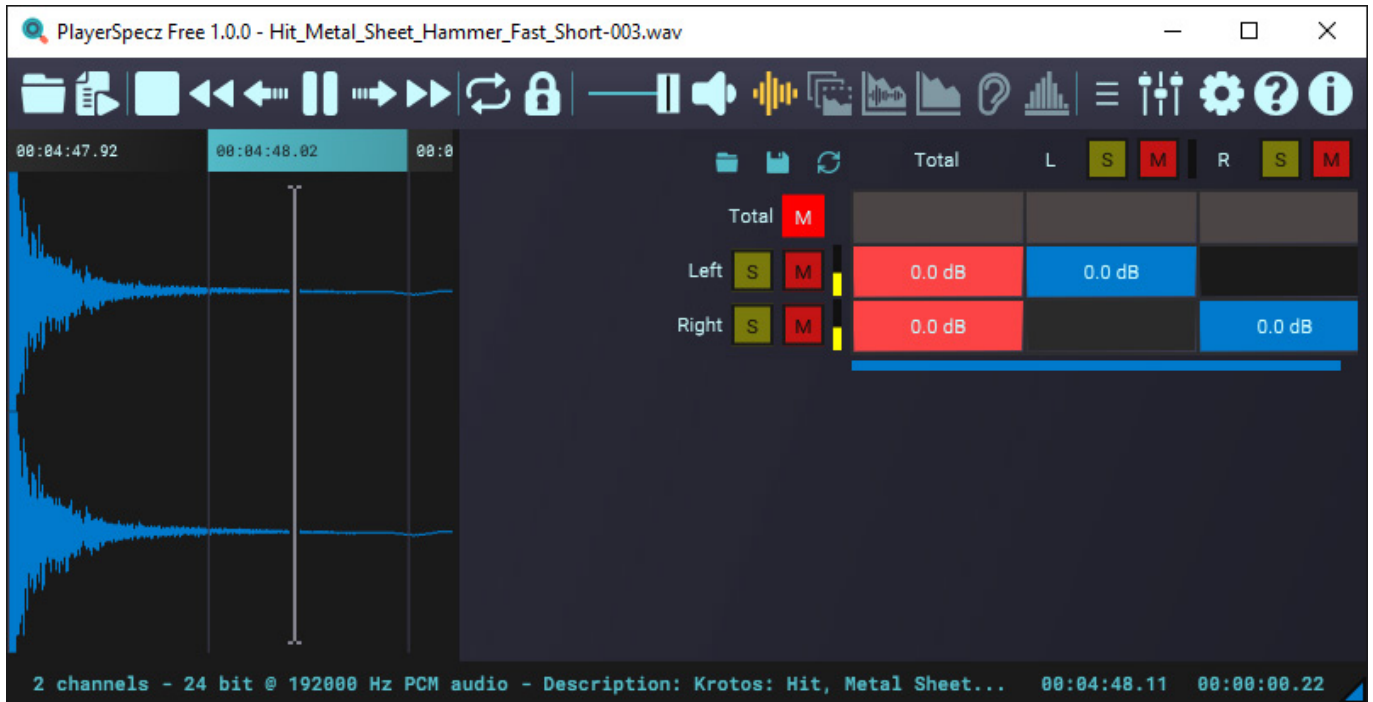 PlayerSpecz Free 1.0.0 - Hit_Metal_Sheet_Hammer_Fast_Short-003.wav
00:04:47.92 00:04:48.02 00:0
Total L S M R S M
Total M
Left S M 0.0 dB 0.0 dB
Right S M 0.0 dB 0.0 dB
2 channels - 24 bit @ 192000 Hz PCM audio - Description: Krotos: Hit, Metal Sheet... 00:04:48.11 00:00:00.22